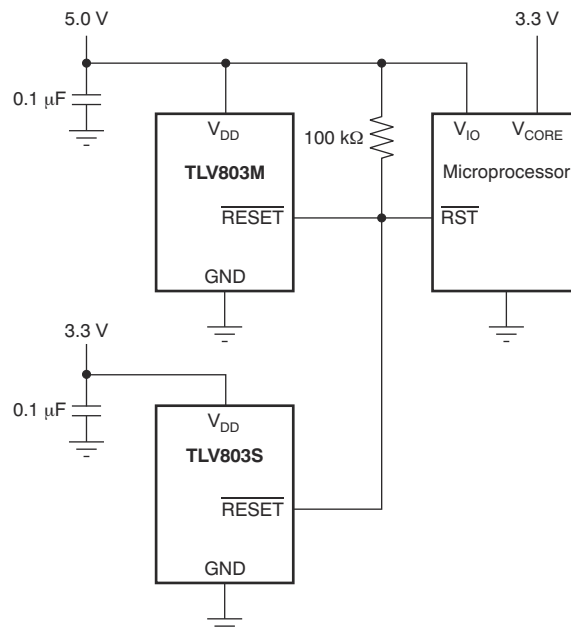 5.0 V
3.3 V
0.1 μF
V_DD
100 kΩ
V_IO
V_CORE
TLV803M
Microprocessor
RESET
RST
GND
3.3 V
0.1 μF
V_DD
TLV803S
RESET
GND